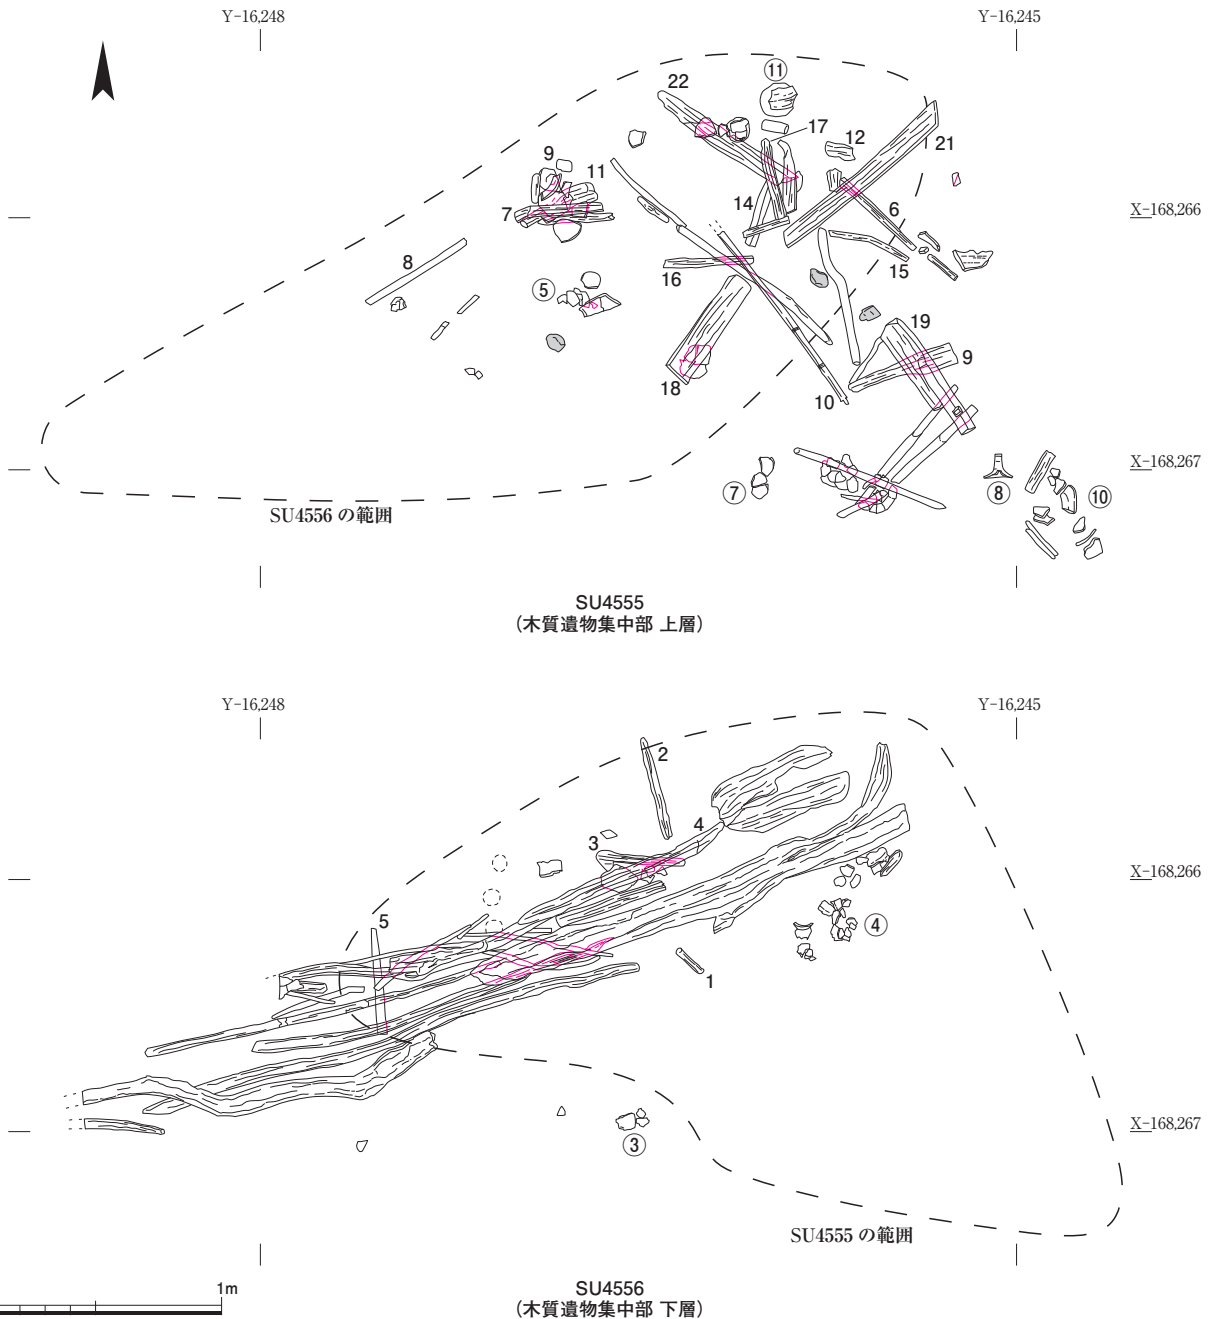 Y-16,248
Y-16,245
22
⑪
17
12
21
9
11
7
14
6
X-168,266
8
⑤
16
15
19
9
18
10
⑦
⑧
⑩
X-168,267
SU4556 の範囲
SU4555
(木質遺物集中部 上層)
Y-16,248
Y-16,245
2
3
4
X-168,266
5
④
1
③
X-168,267
SU4555 の範囲
1m
SU4556
(木質遺物集中部 下層)